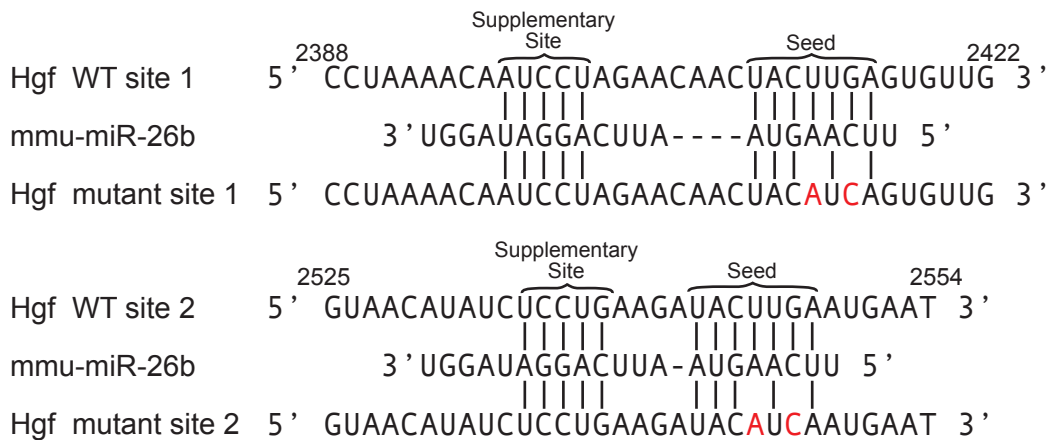 Supplementary
Site
Seed
2388
2422
Hgf WT site 1 5’ CCUAAAACAAUCCUAGAACAACUACUUGAGUGUUG 3’
mmu-miR-26b 3’UGGAUAGGACUUA----AUGAACUU 5’
Hgf mutant site 1 5’ CCUAAAACAAUCCUAGAACAACUACAUCAGUGUUG 3’
Supplementary
Site
Seed
2525
2554
Hgf WT site 2 5’ GUAACAUAUCUCCUGAAGAUACUUGAAUGAAT 3’
mmu-miR-26b 3’UGGAUAGGACUUA-AUGAACUU 5’
Hgf mutant site 2 5’ GUAACAUAUCUCCUGAAGAUACAUCAAUGAAT 3’